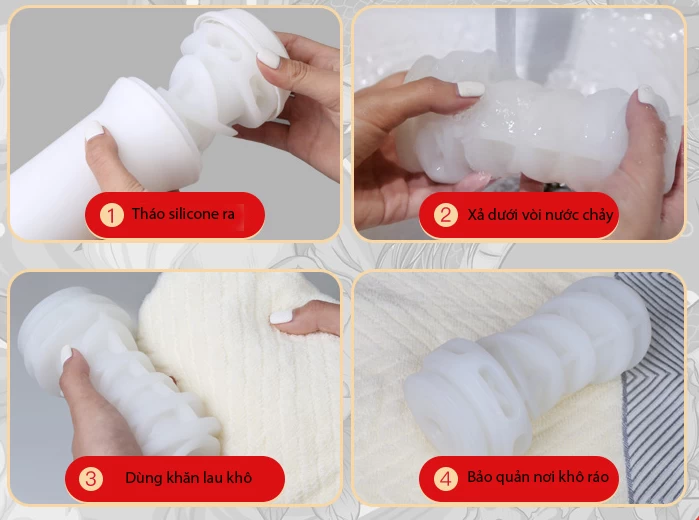 1 Tháo silicone ra
2 Xả dưới vòi nước chảy
3 Dùng khăn lau khô
4 Bảo quản nơi khô ráo